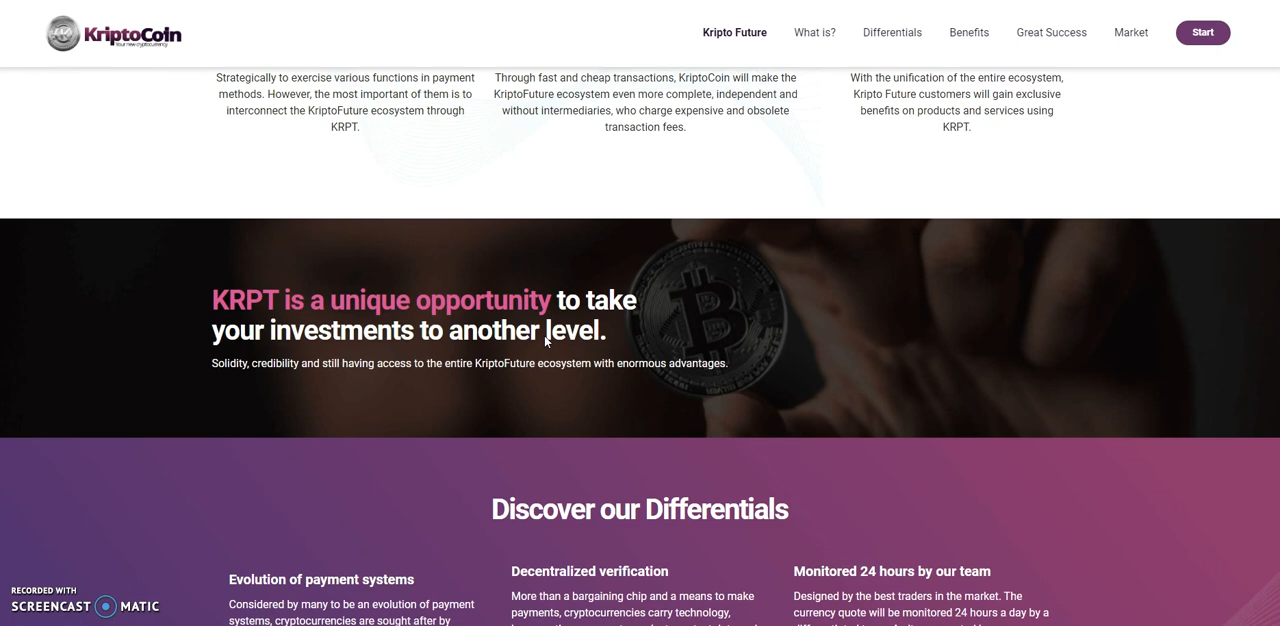 KriptoCoin
Your new cryptocurrency
Kripto Future
What is?
Differentials
Benefits
Great Success
Market
Start
Strategically to exercise various functions in payment
methods. However, the most important of them is to
interconnect the KriptoFuture ecosystem through
KRPT.
Through fast and cheap transactions, KriptoCoin will make the
KriptoFuture ecosystem even more complete, independent and
without intermediaries, who charge expensive and obsolete
transaction fees.
With the unification of the entire ecosystem,
Kripto Future customers will gain exclusive
benefits on products and services using
KRPT.
KRPT is a unique opportunity to take
your investments to another level.
Solidity, credibility and still having access to the entire KriptoFuture ecosystem with enormous advantages.
Discover our Differentials
Evolution of payment systems
Considered by many to be an evolution of payment
systems, cryptocurrencies are sought after by
Decentralized verification
More than a bargaining chip and a means to make
payments, cryptocurrencies carry technology,
Monitored 24 hours by our team
Designed by the best traders in the market. The
currency quote will be monitored 24 hours a day by a
RECORDED WITH
SCREENCAST MATIC